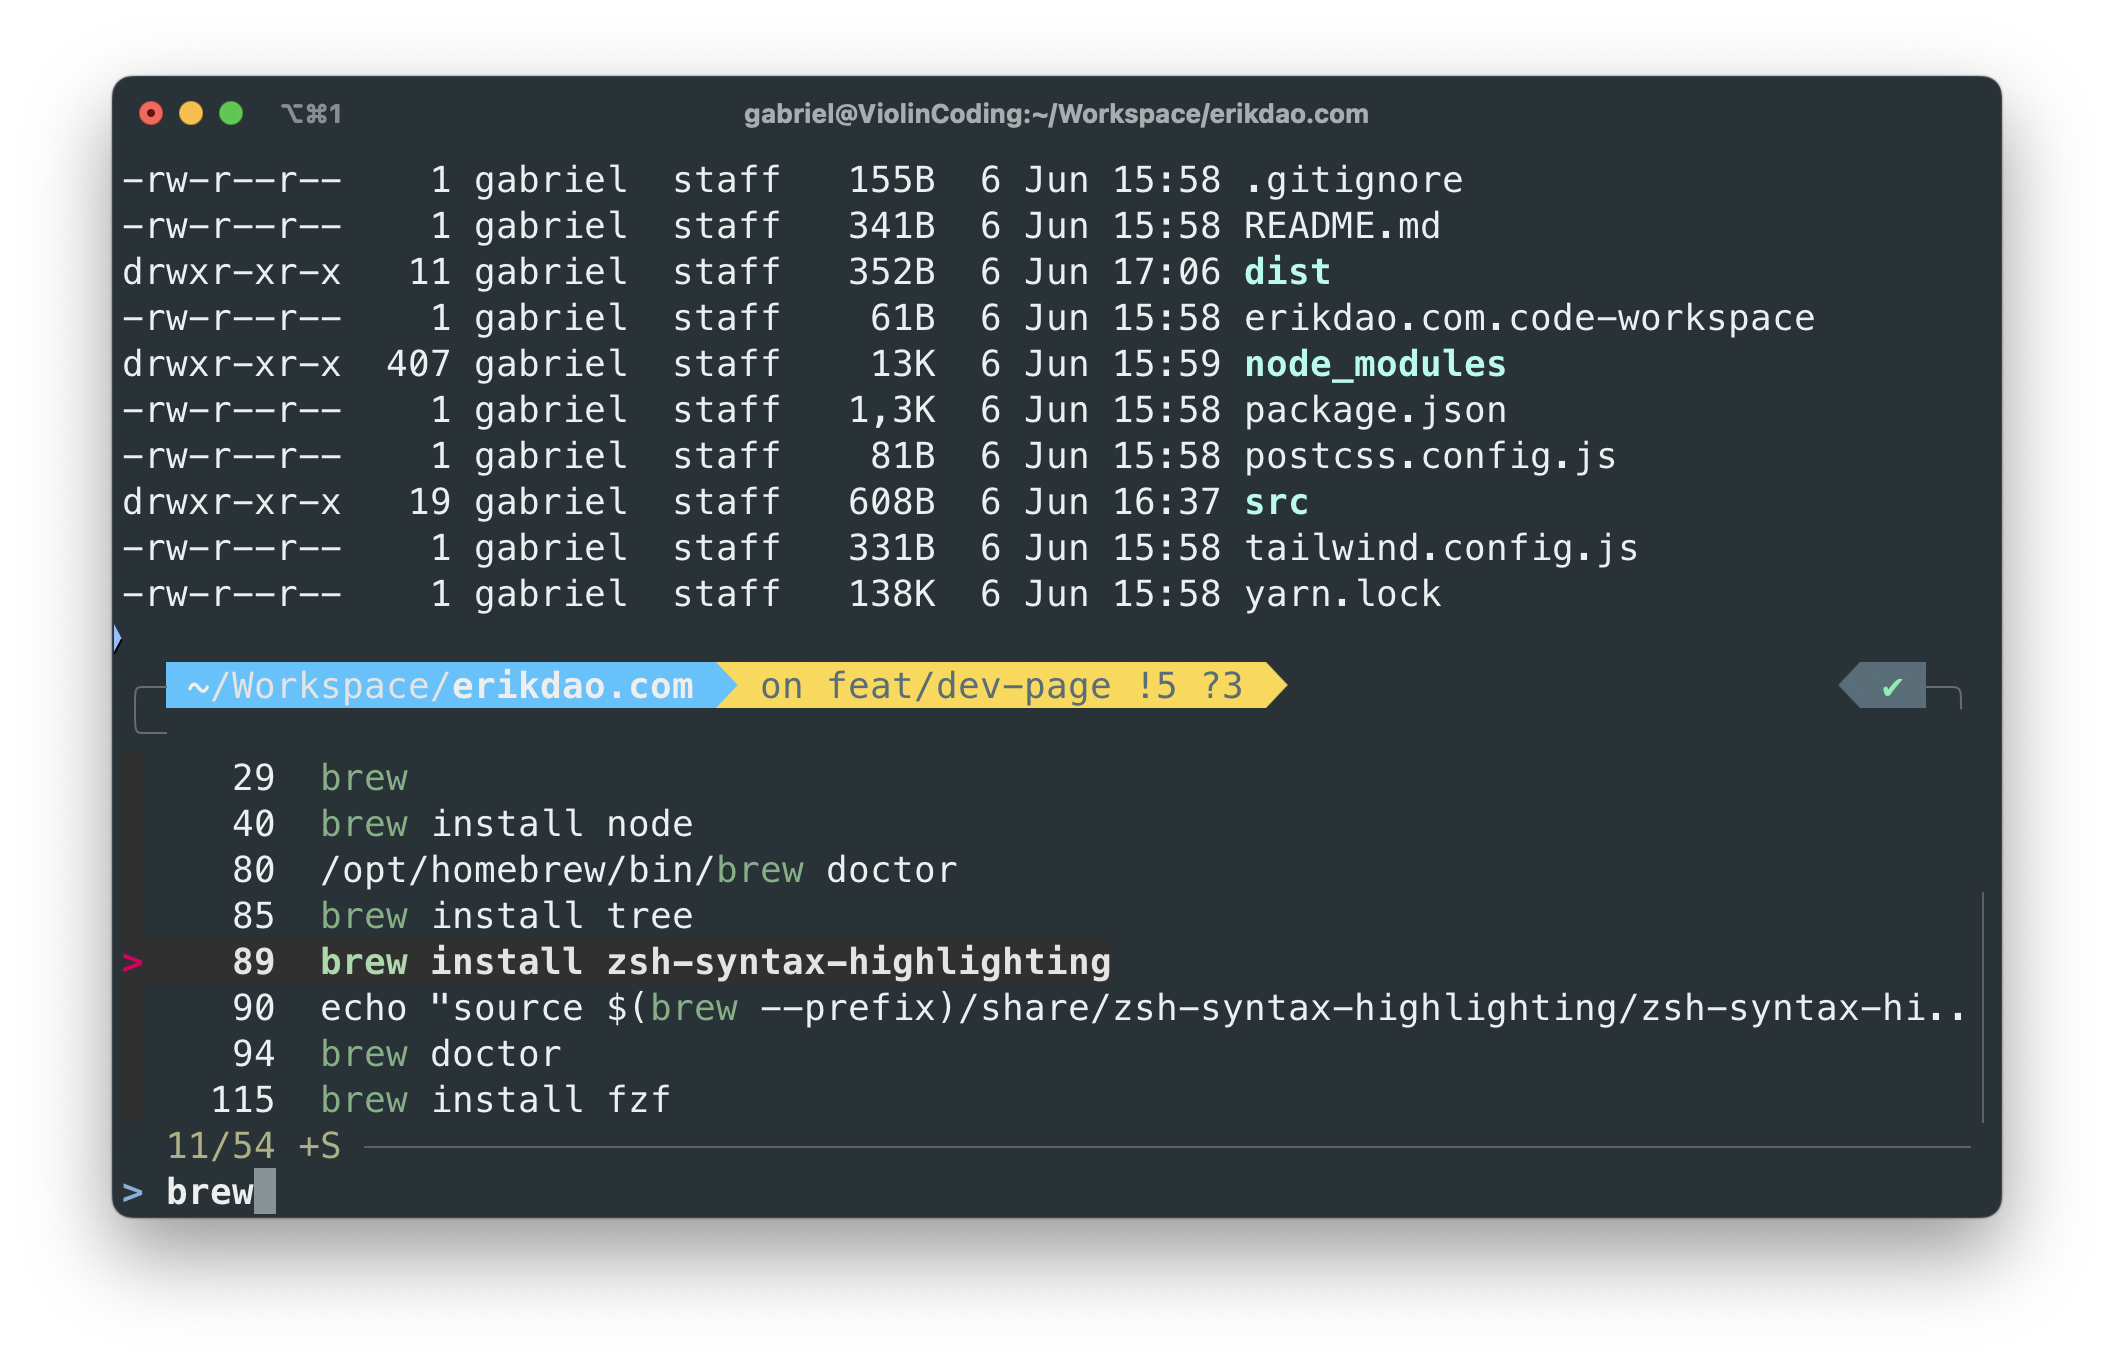 ⌥⌘1 gabriel@ViolinCoding:~/Workspace/erikdao.com
-rw-r--r-- 1 gabriel staff 155B 6 Jun 15:58 .gitignore
-rw-r--r-- 1 gabriel staff 341B 6 Jun 15:58 README.md
drwxr-xr-x 11 gabriel staff 352B 6 Jun 17:06 dist
-rw-r--r-- 1 gabriel staff 61B 6 Jun 15:58 erikdao.com.code-workspace
drwxr-xr-x 407 gabriel staff 13K 6 Jun 15:59 node_modules
-rw-r--r-- 1 gabriel staff 1,3K 6 Jun 15:58 package.json
-rw-r--r-- 1 gabriel staff 81B 6 Jun 15:58 postcss.config.js
drwxr-xr-x 19 gabriel staff 608B 6 Jun 16:37 src
-rw-r--r-- 1 gabriel staff 331B 6 Jun 15:58 tailwind.config.js
-rw-r--r-- 1 gabriel staff 138K 6 Jun 15:58 yarn.lock
~/Workspace/erikdao.com on feat/dev-page !5 ?3 ✔
29 brew
40 brew install node
80 /opt/homebrew/bin/brew doctor
85 brew install tree
> 89 brew install zsh-syntax-highlighting
90 echo "source $(brew --prefix)/share/zsh-syntax-highlighting/zsh-syntax-hi..
94 brew doctor
115 brew install fzf
11/54 +S
> brew